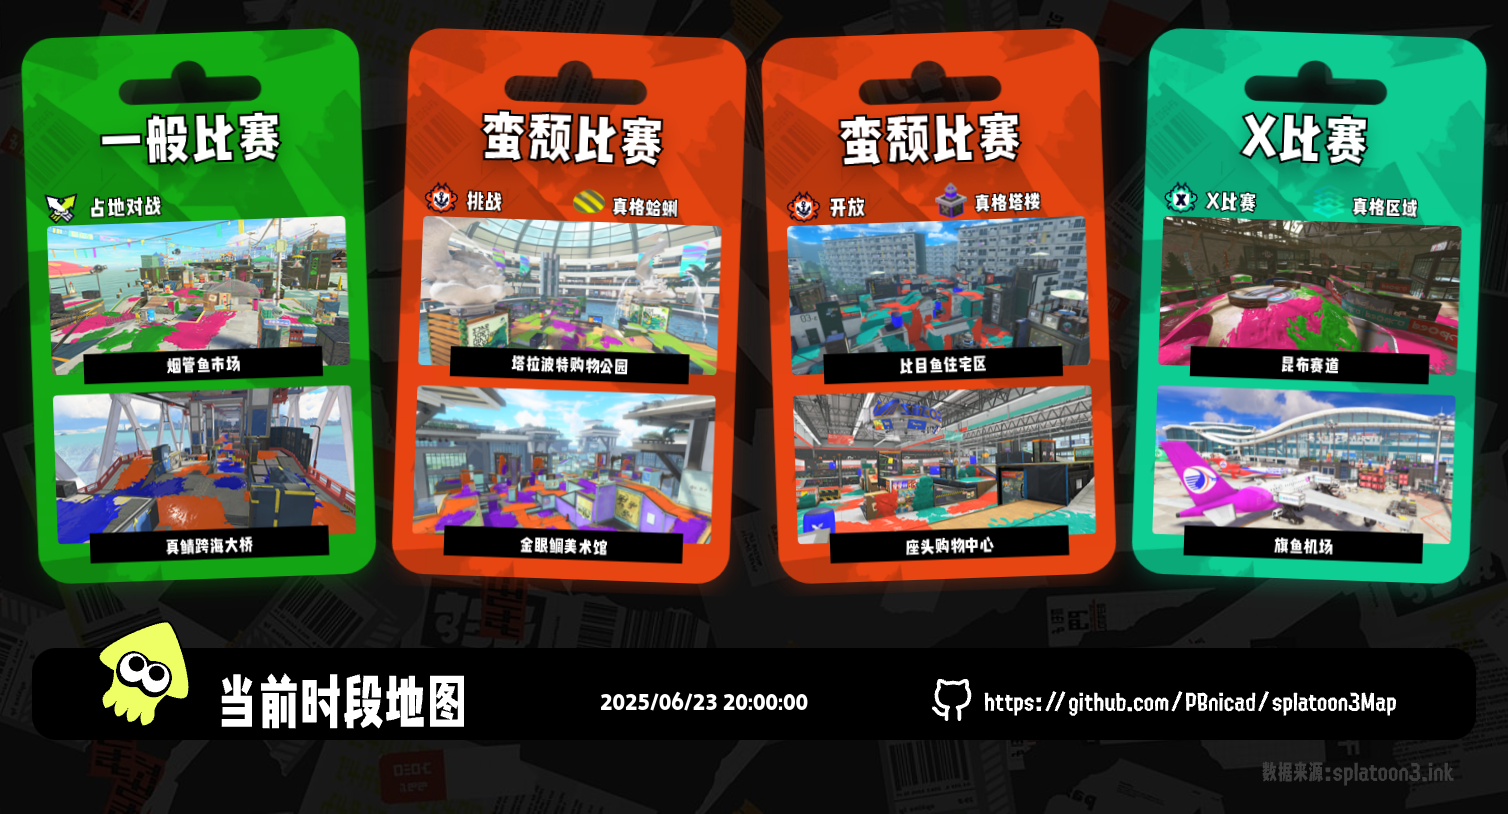 一般比赛
占地对战
烟管鱼市场
真鲭跨海大桥
蛮颓比赛
挑战
真格蛤蜊
塔拉波特购物公园
金眼鲷美术馆
蛮颓比赛
开放
真格塔楼
比目鱼住宅区
座头购物中心
X比赛
X比赛
真格区域
昆布赛道
旗鱼机场
当前时段地图
2025/06/23 20:00:00
https://github.com/PBnicad/splatoon3Map
数据来源:splatoon3.ink